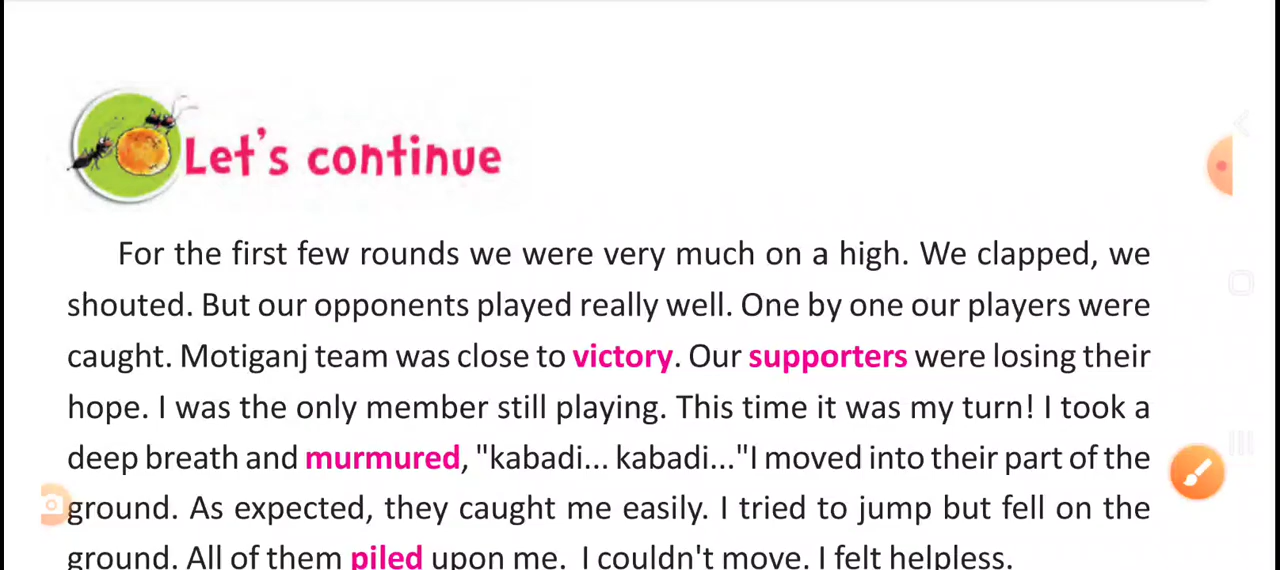 Let's continue
For the first few rounds we were very much on a high. We clapped, we
shouted. But our opponents played really well. One by one our players were
caught. Motiganj team was close to victory. Our supporters were losing their
hope. I was the only member still playing. This time it was my turn! I took a
deep breath and murmured, "kabadi... kabadi..."I moved into their part of the
ground. As expected, they caught me easily. I tried to jump but fell on the
ground. All of them piled upon me. I couldn't move. I felt helpless.